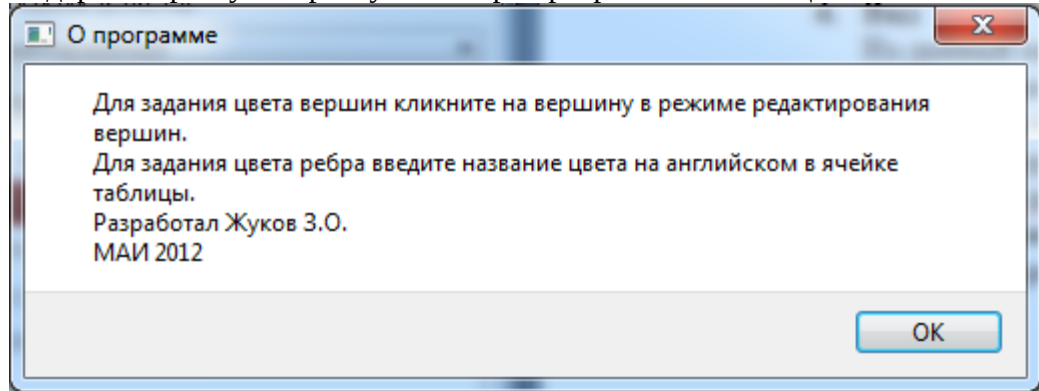 О программе
Для задания цвета вершин кликните на вершину в режиме редактирования
вершин.
Для задания цвета ребра введите название цвета на английском в ячейке
таблицы.
Разработал Жуков З.О.
МАИ 2012
OK